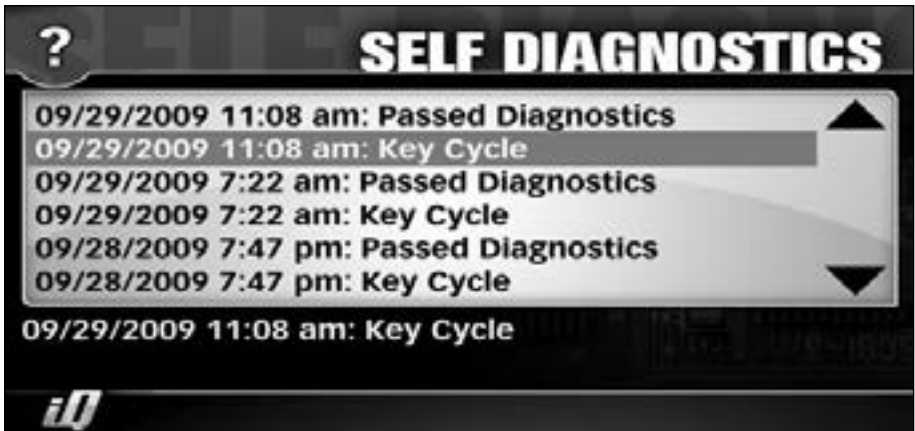 ?
SELF DIAGNOSTICS
09/29/2009 11:08 am: Passed Diagnostics
09/29/2009 11:08 am: Key Cycle
09/29/2009 7:22 am: Passed Diagnostics
09/29/2009 7:22 am: Key Cycle
09/28/2009 7:47 pm: Passed Diagnostics
09/28/2009 7:47 pm: Key Cycle
09/29/2009 11:08 am: Key Cycle
iQ